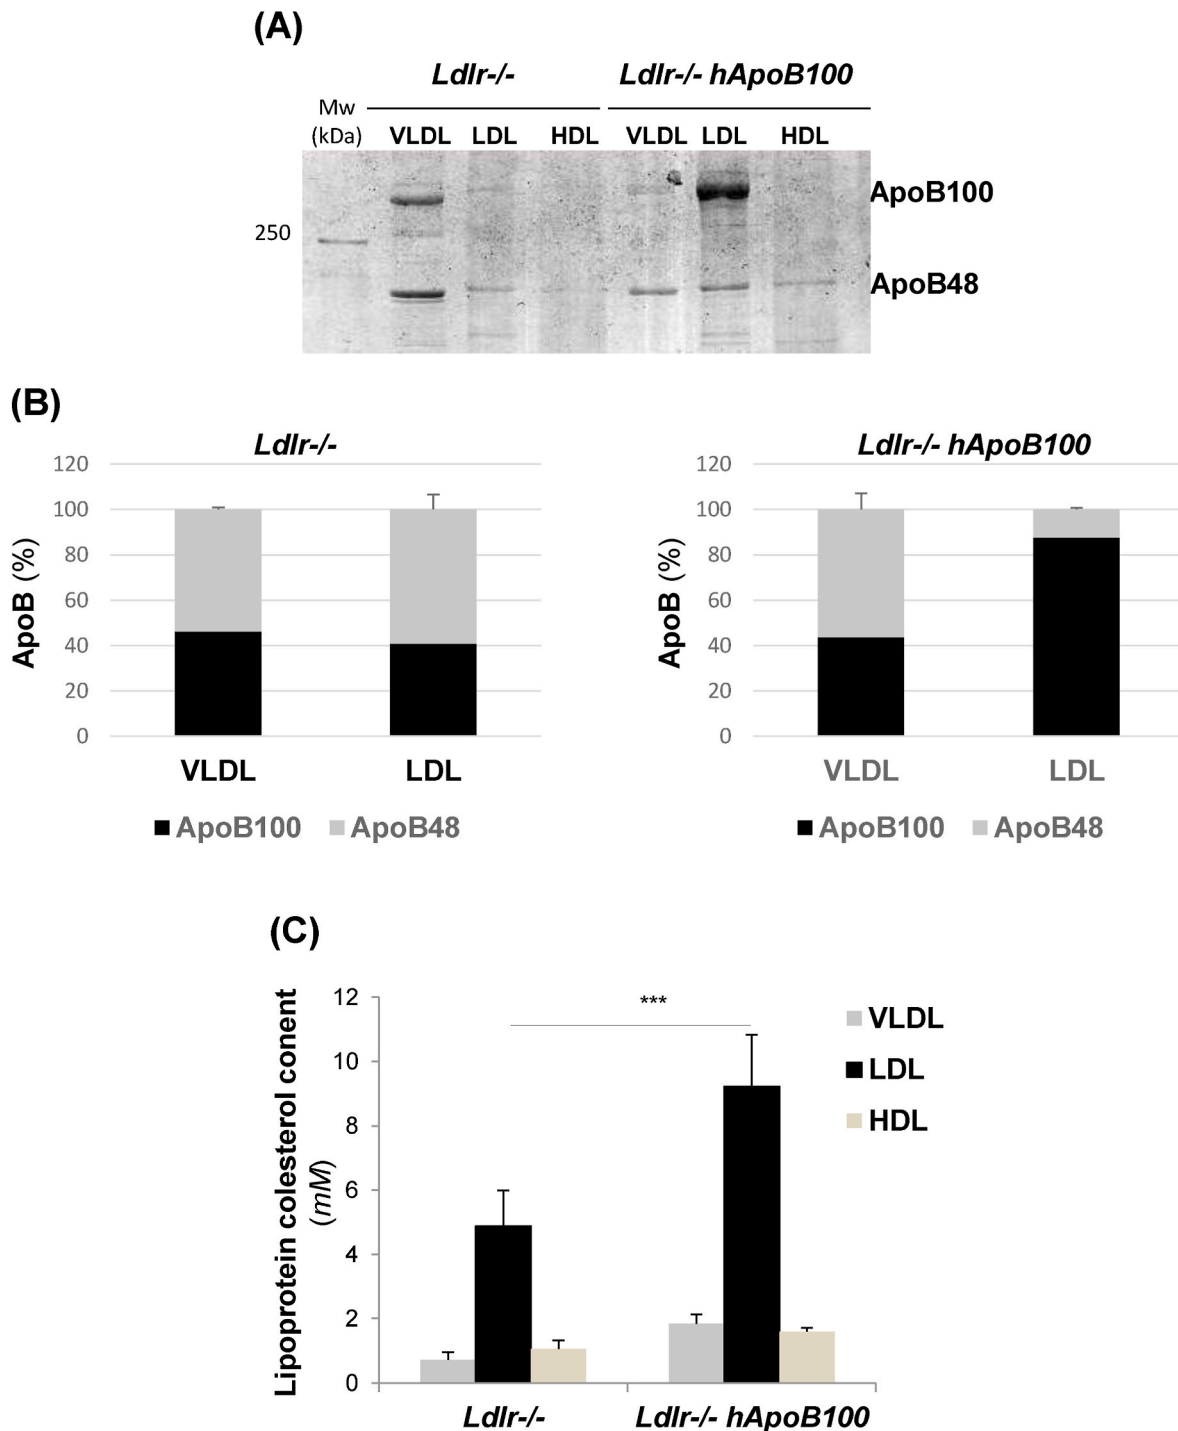 (A)
Ldlr-/- Ldlr-/- hApoB100
Mw
(kDa) VLDL LDL HDL VLDL LDL HDL
ApoB100
250
ApoB48
(B)
Ldlr-/- Ldlr-/- hApoB100
120 120
100 100
80 80
60 60
40 40
20 20
0 0
ApoB (%) ApoB (%)
VLDL LDL VLDL LDL
ApoB100 ApoB48 ApoB100 ApoB48
(C)
Lipoprotein colesterol conent
(mM)
12
10
8
6
4
2
0
***
VLDL
LDL
HDL
Ldlr-/- Ldlr-/- hApoB100